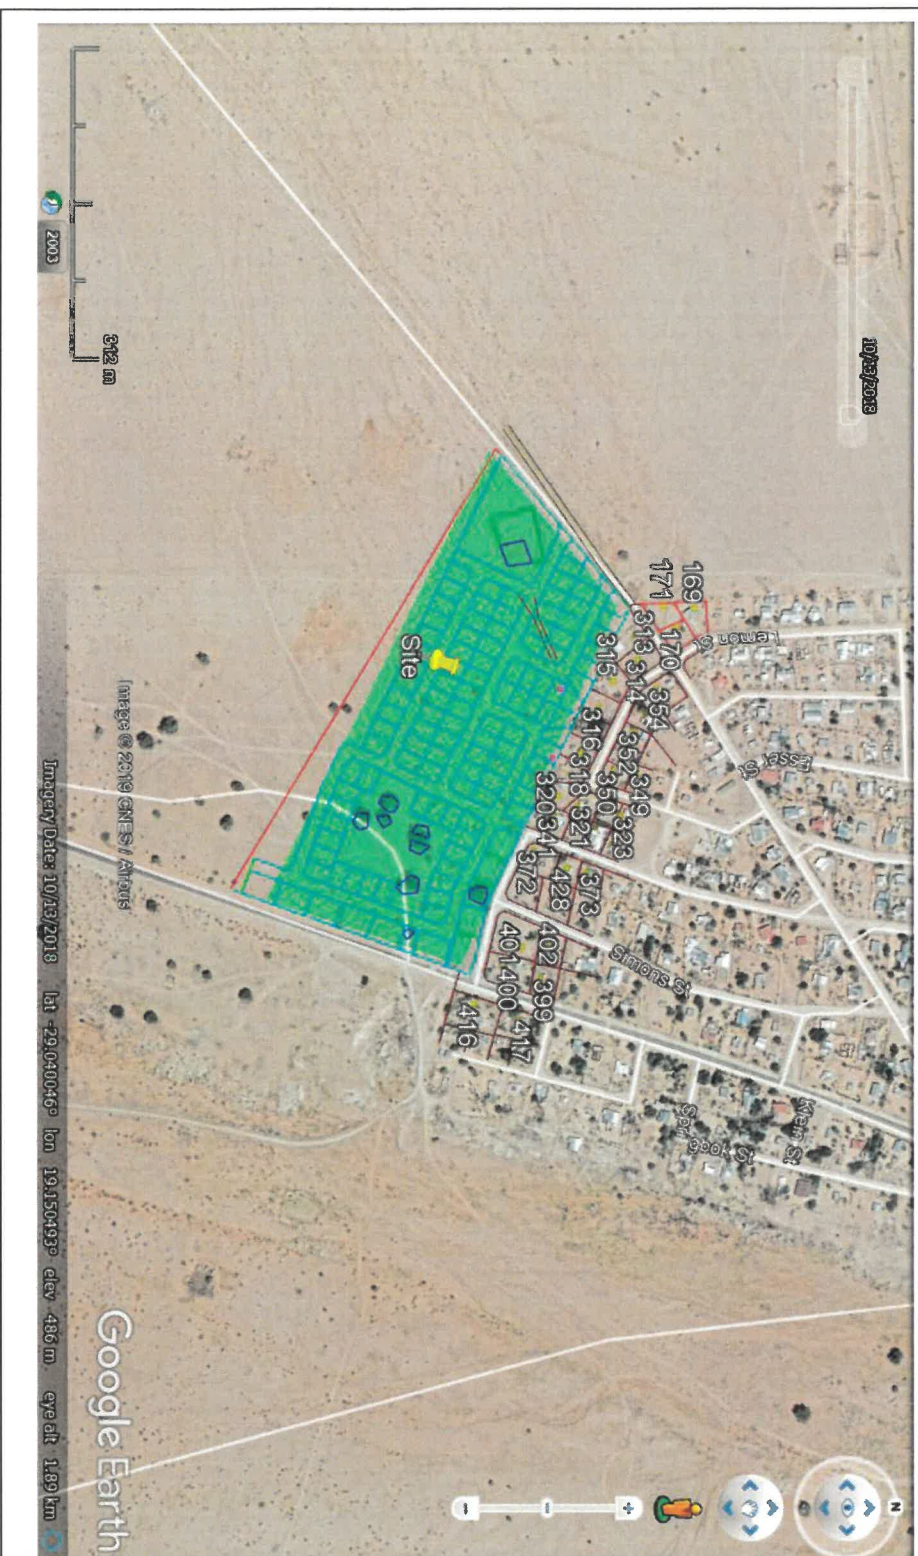 10/13/2018
169
171
170
Lemon St
313
314
315
354
316
352
Visser St
318
349
350
320
321
323
341
372
428
373
Simons St
401
402
400
399
416
417
Klein St
Springbok St
Site
N
2003
312 m
Image © 2019 CNES / Airbus
Google Earth
Imagery Date: 10/13/2018 lat -29.040046° lon 19.150493° elev 486 m eye alt 1.89 km